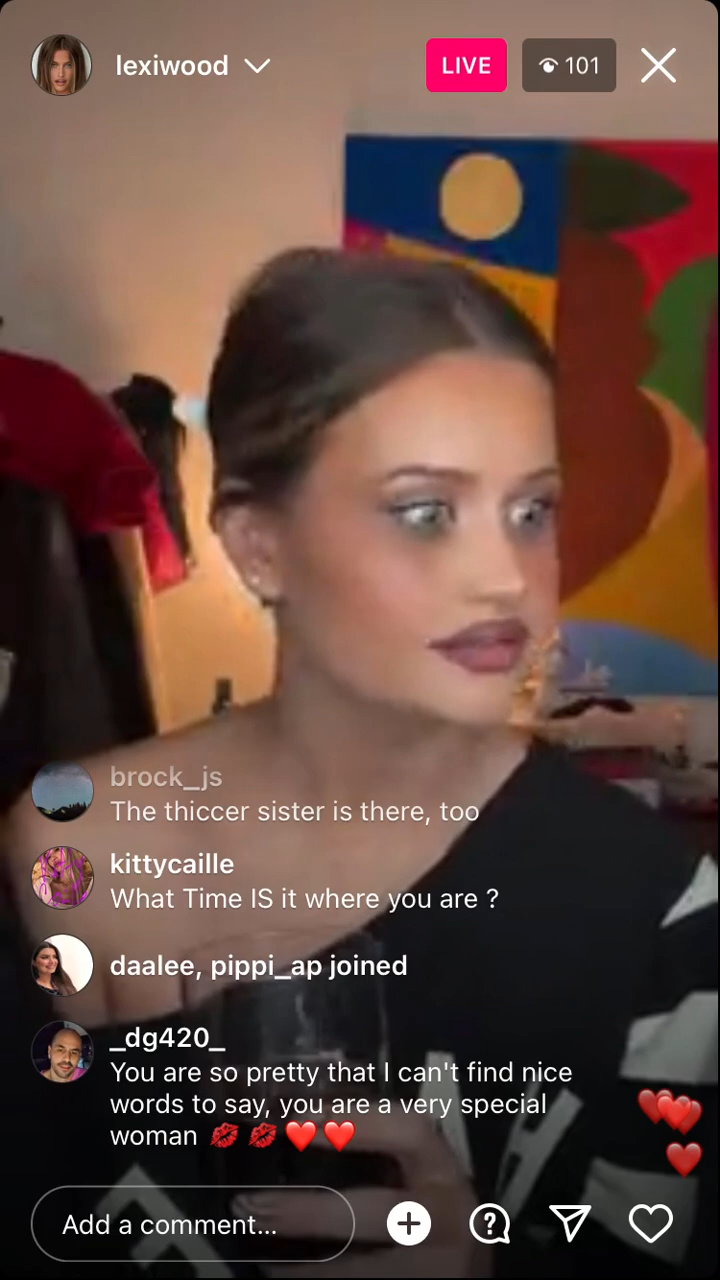 lexiwood
LIVE
101
brock_js
The thiccer sister is there, too
kittycaille
What Time IS it where you are ?
daalee, pippi_ap joined
_dg420_
You are so pretty that I can't find nice
words to say, you are a very special
woman 💋 💋 ❤️ ❤️
Add a comment...